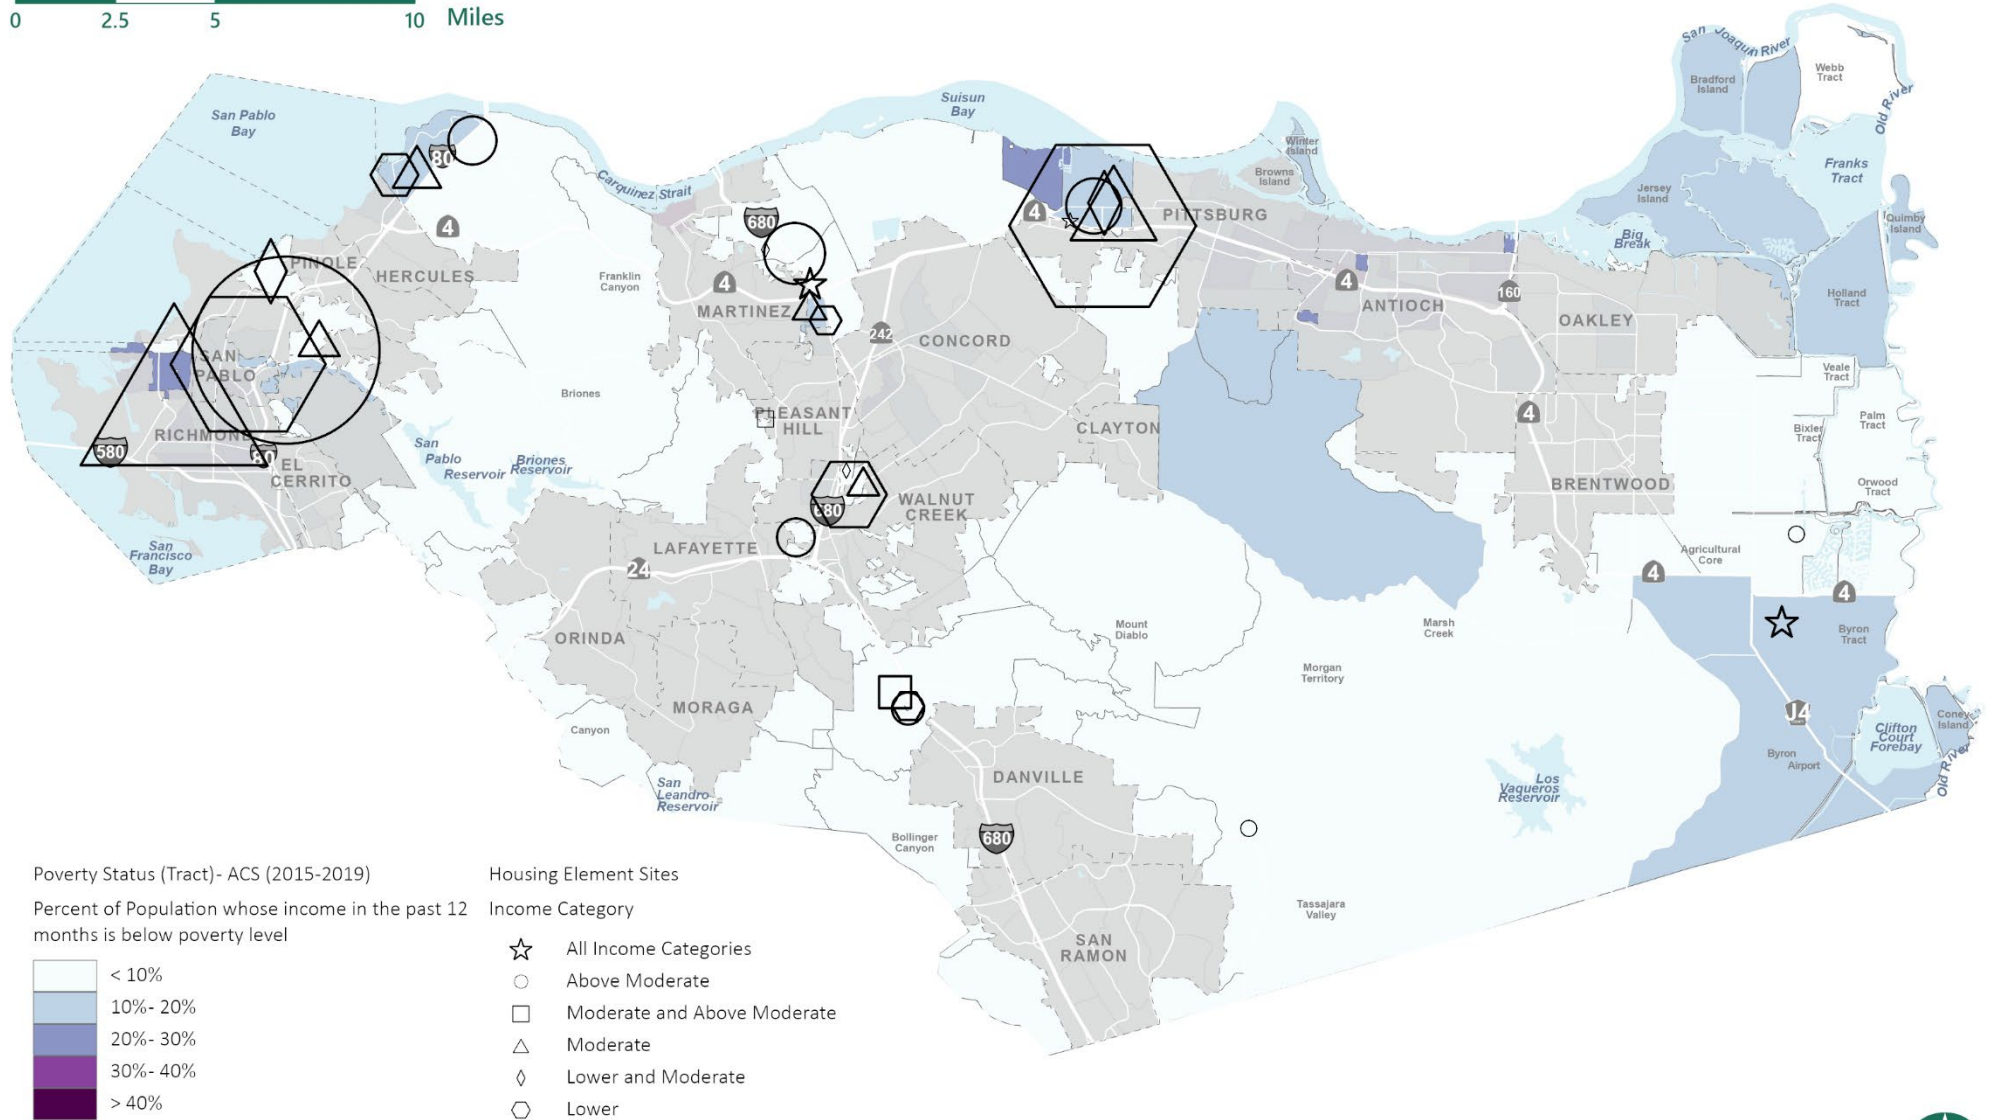 0 2.5 5 10 Miles
San Joaquin River
Webb
Tract
Bradford
Island
Old River
San Pablo
Bay
Suisun
Bay
Winter
Island
Browns
Island
Franks
Tract
80
Carquinez Strait
Jersey
Island
Quimby
Island
4
680
4
PITTSBURG
Big
Break
PINOLE
HERCULES
Franklin
Canyon
4
MARTINEZ
4
ANTIOCH
160
OAKLEY
Holland
Tract
242
CONCORD
SAN
PABLO
Briones
Veale
Tract
PLEASANT
HILL
CLAYTON
4
Palm
Tract
Bixler
Tract
RICHMOND
580
80
EL
CERRITO
San
Pablo
Reservoir
Briones
Reservoir
680
WALNUT
CREEK
BRENTWOOD
Orwood
Tract
San
Francisco
Bay
LAFAYETTE
24
Agricultural
Core
4
4
ORINDA
Mount
Diablo
Marsh
Creek
Byron
Tract
Morgan
Territory
MORAGA
Canyon
J4
Coney
Island
Clifton
Court
Forebay
Old River
Byron
Airport
San
Leandro
Reservoir
DANVILLE
Los
Vaqueros
Reservoir
680
Bollinger
Canyon
Tassajara
Valley
SAN
RAMON
Poverty Status (Tract)- ACS (2015-2019)
Percent of Population whose income in the past 12
months is below poverty level
< 10%
10%- 20%
20%- 30%
30%- 40%
> 40%
Housing Element Sites
Income Category
All Income Categories
Above Moderate
Moderate and Above Moderate
Moderate
Lower and Moderate
Lower